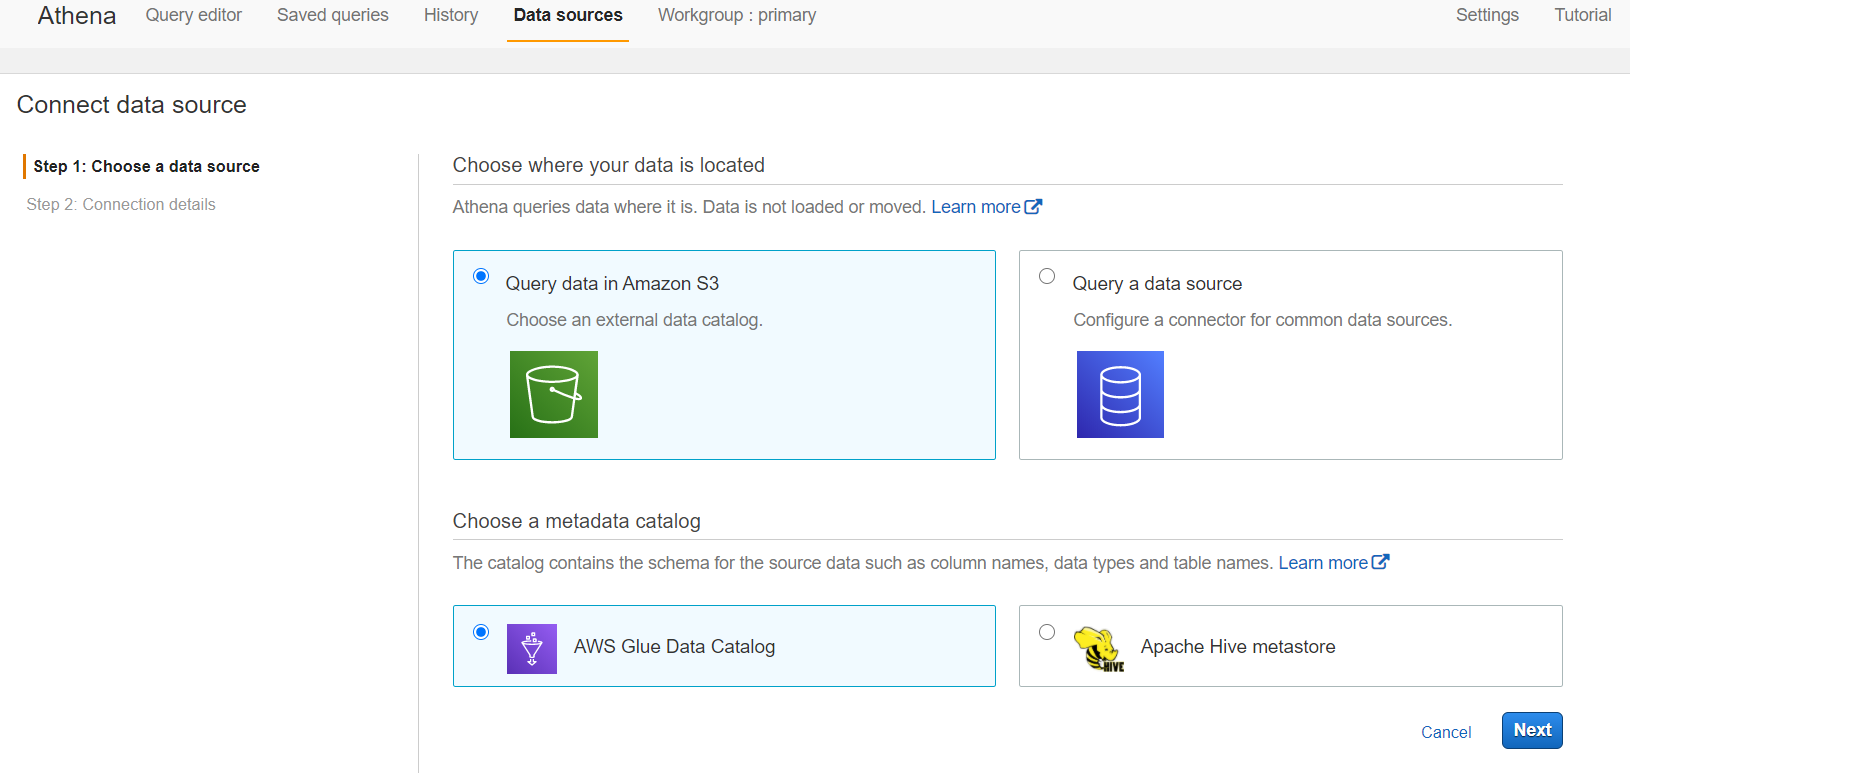 Athena Query editor Saved queries History Data sources Workgroup : primary Settings Tutorial
Connect data source
Step 1: Choose a data source
Step 2: Connection details
Choose where your data is located
Athena queries data where it is. Data is not loaded or moved. Learn more
Query data in Amazon S3
Choose an external data catalog.
Query a data source
Configure a connector for common data sources.
Choose a metadata catalog
The catalog contains the schema for the source data such as column names, data types and table names. Learn more
AWS Glue Data Catalog
HIVE
Apache Hive metastore
Cancel
Next